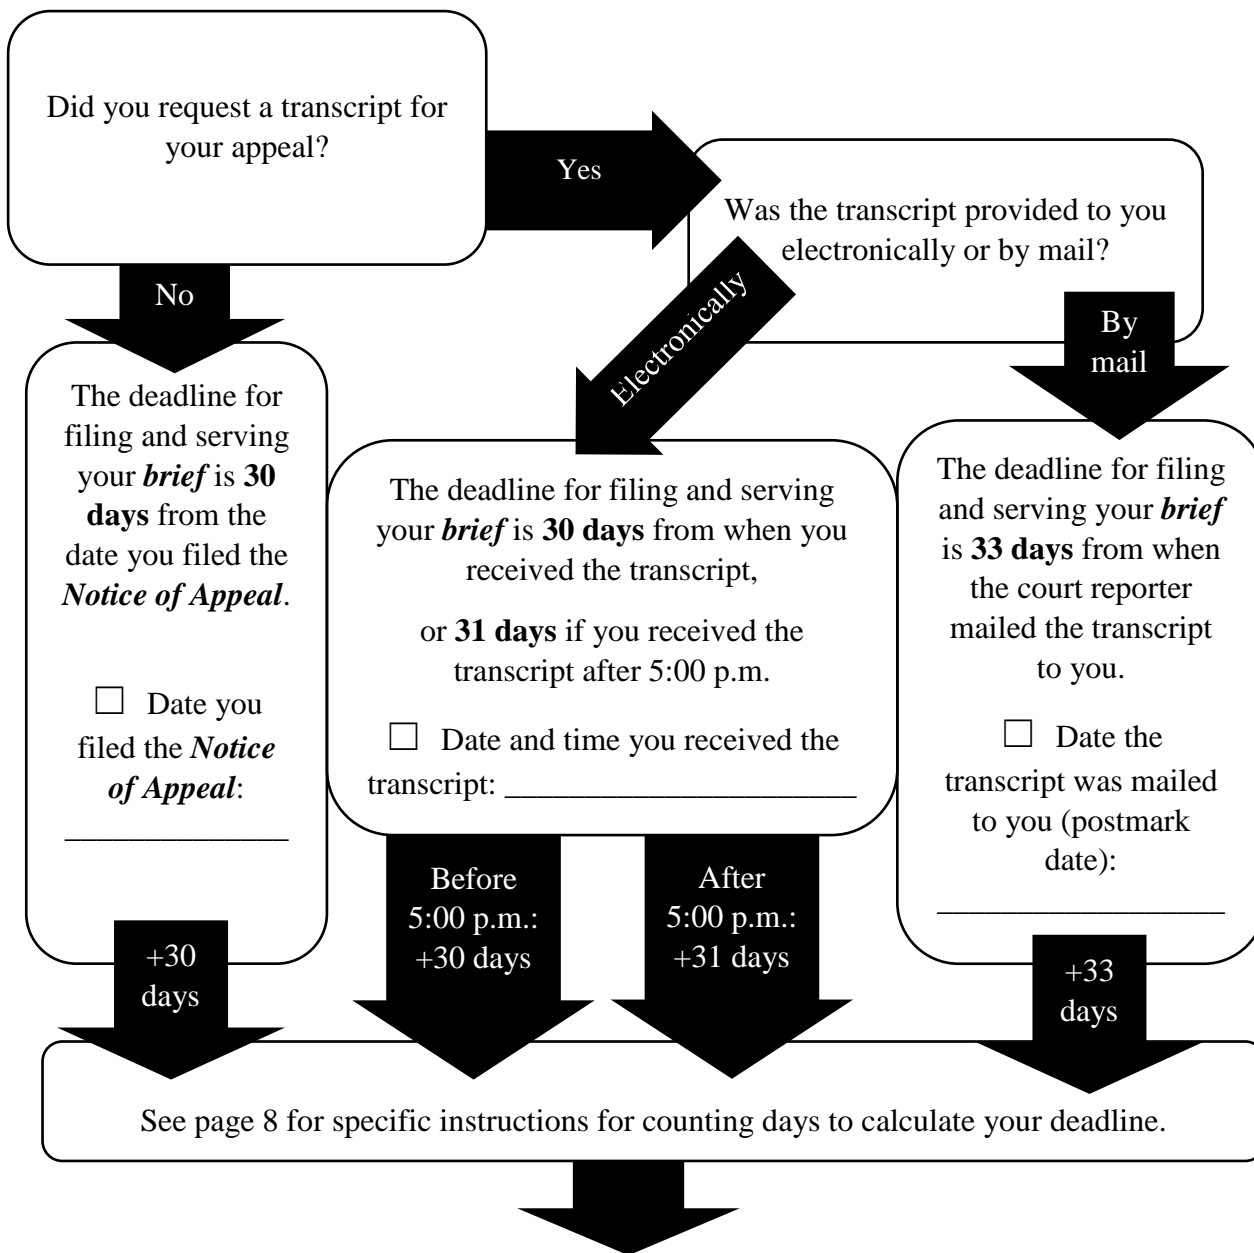 Did you request a transcript for
your appeal?
Yes
Was the transcript provided to you
electronically or by mail?
No
Electronically
By
mail
The deadline for
filing and serving
your brief is 30
days from the
date you filed the
Notice of Appeal.
☐ Date you
filed the Notice
of Appeal:
______________
The deadline for filing and serving
your brief is 30 days from when you
received the transcript,
or 31 days if you received the
transcript after 5:00 p.m.
☐ Date and time you received the
transcript: ______________________
The deadline for filing
and serving your brief
is 33 days from when
the court reporter
mailed the transcript
to you.
☐ Date the
transcript was mailed
to you (postmark
date):
__________________
+30
days
Before
5:00 p.m.:
+30 days
After
5:00 p.m.:
+31 days
+33
days
See page 8 for specific instructions for counting days to calculate your deadline.